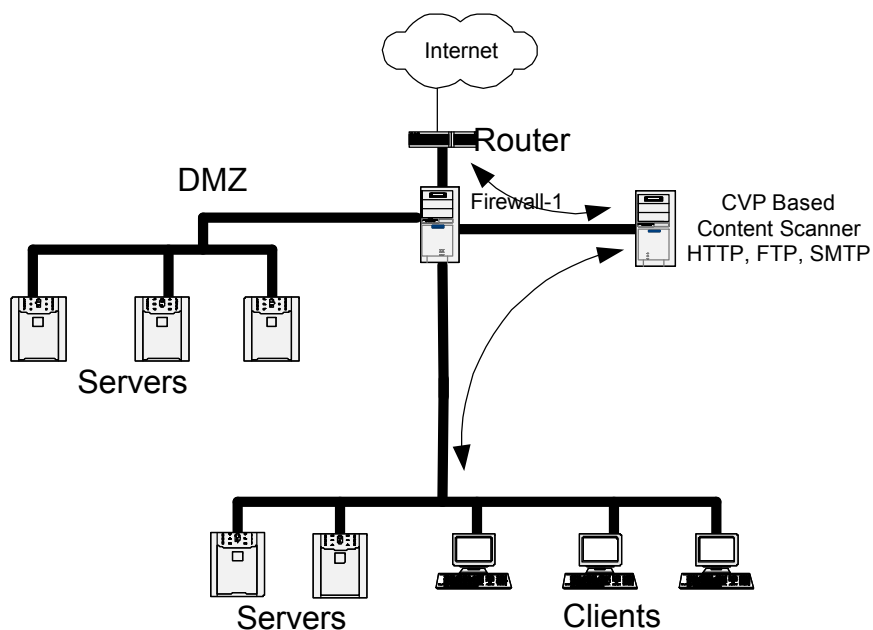 Internet
Router
DMZ
Firewall-1
CVP Based
Content Scanner
HTTP, FTP, SMTP
Servers
Servers
Clients